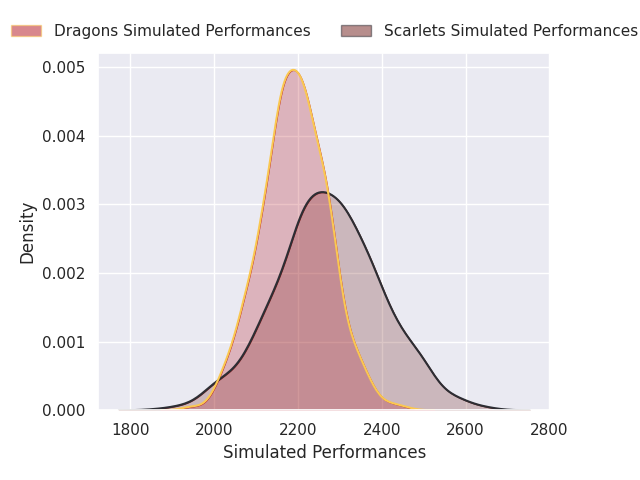 Dragons Simulated Performances
Scarlets Simulated Performances
Density
0.005
0.004
0.003
0.002
0.001
0.000
1800 2000 2200 2400 2600 2800
Simulated Performances